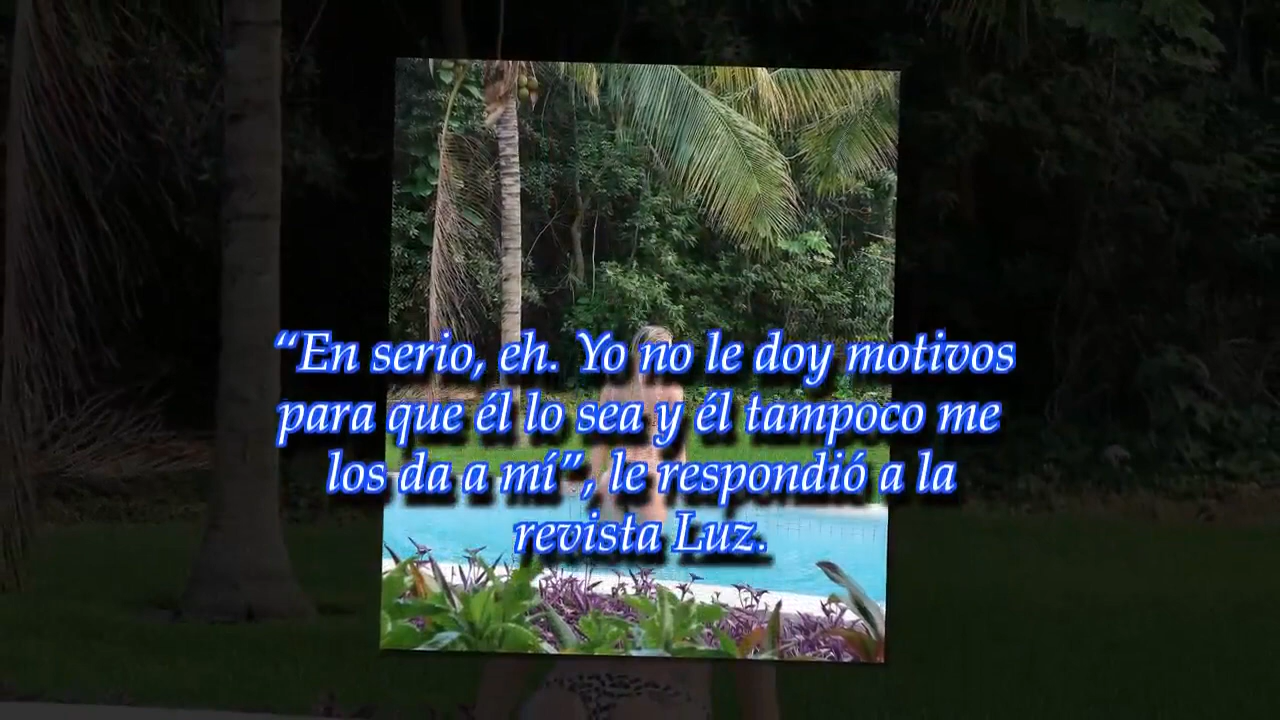 “En serio, eh. Yo no le doy motivos
para que él lo sea y él tampoco me
los da a mí”, le respondió a la
revista Luz.